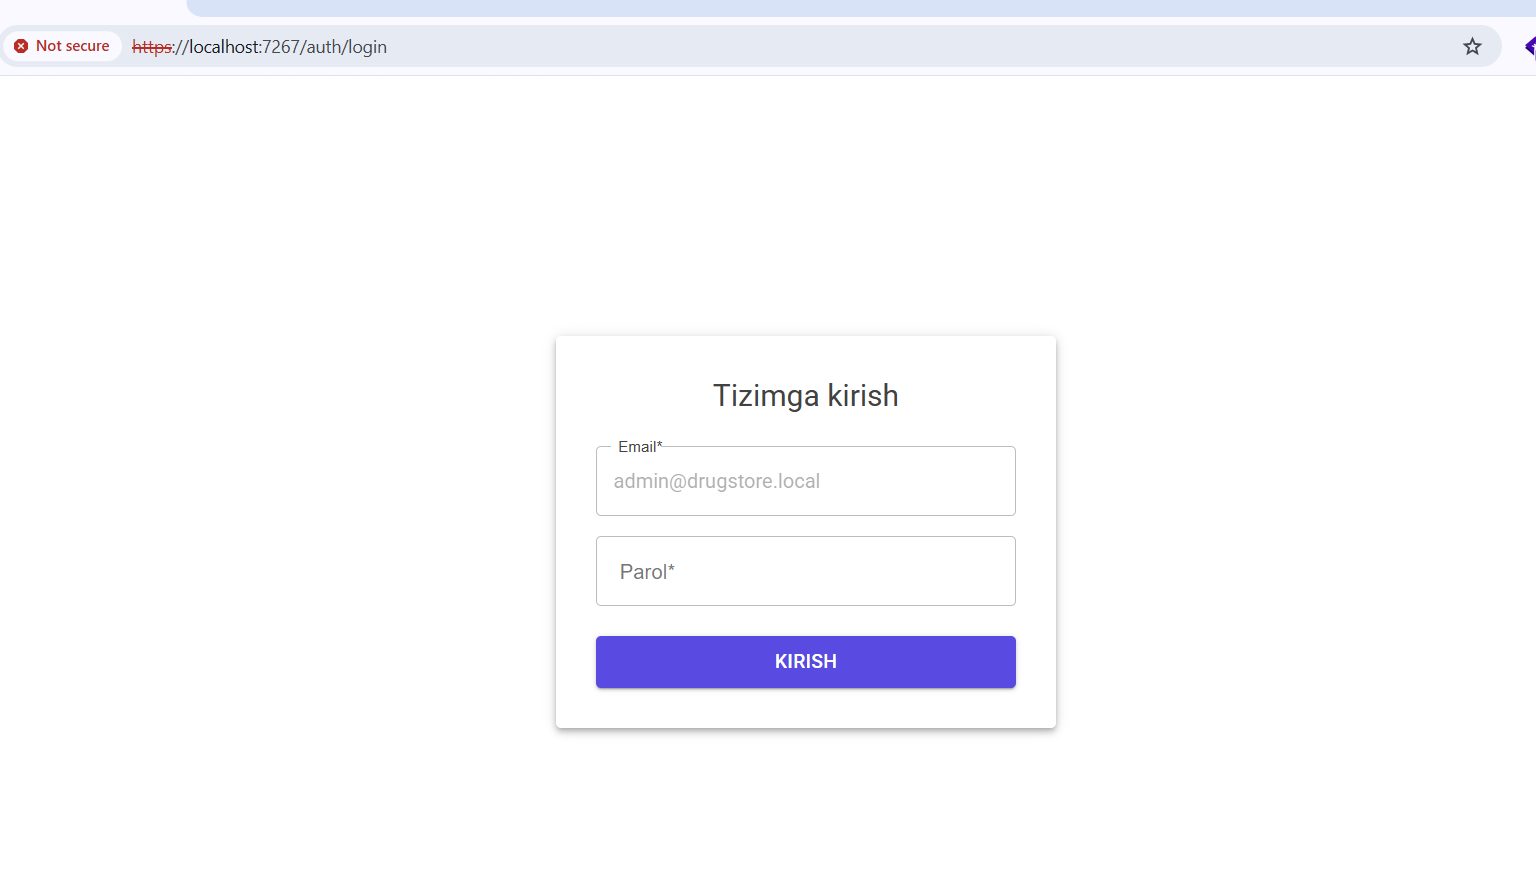 Not secure https://localhost:7267/auth/login
Tizimga kirish
Email*
admin@drugstore.local
Parol*
KIRISH